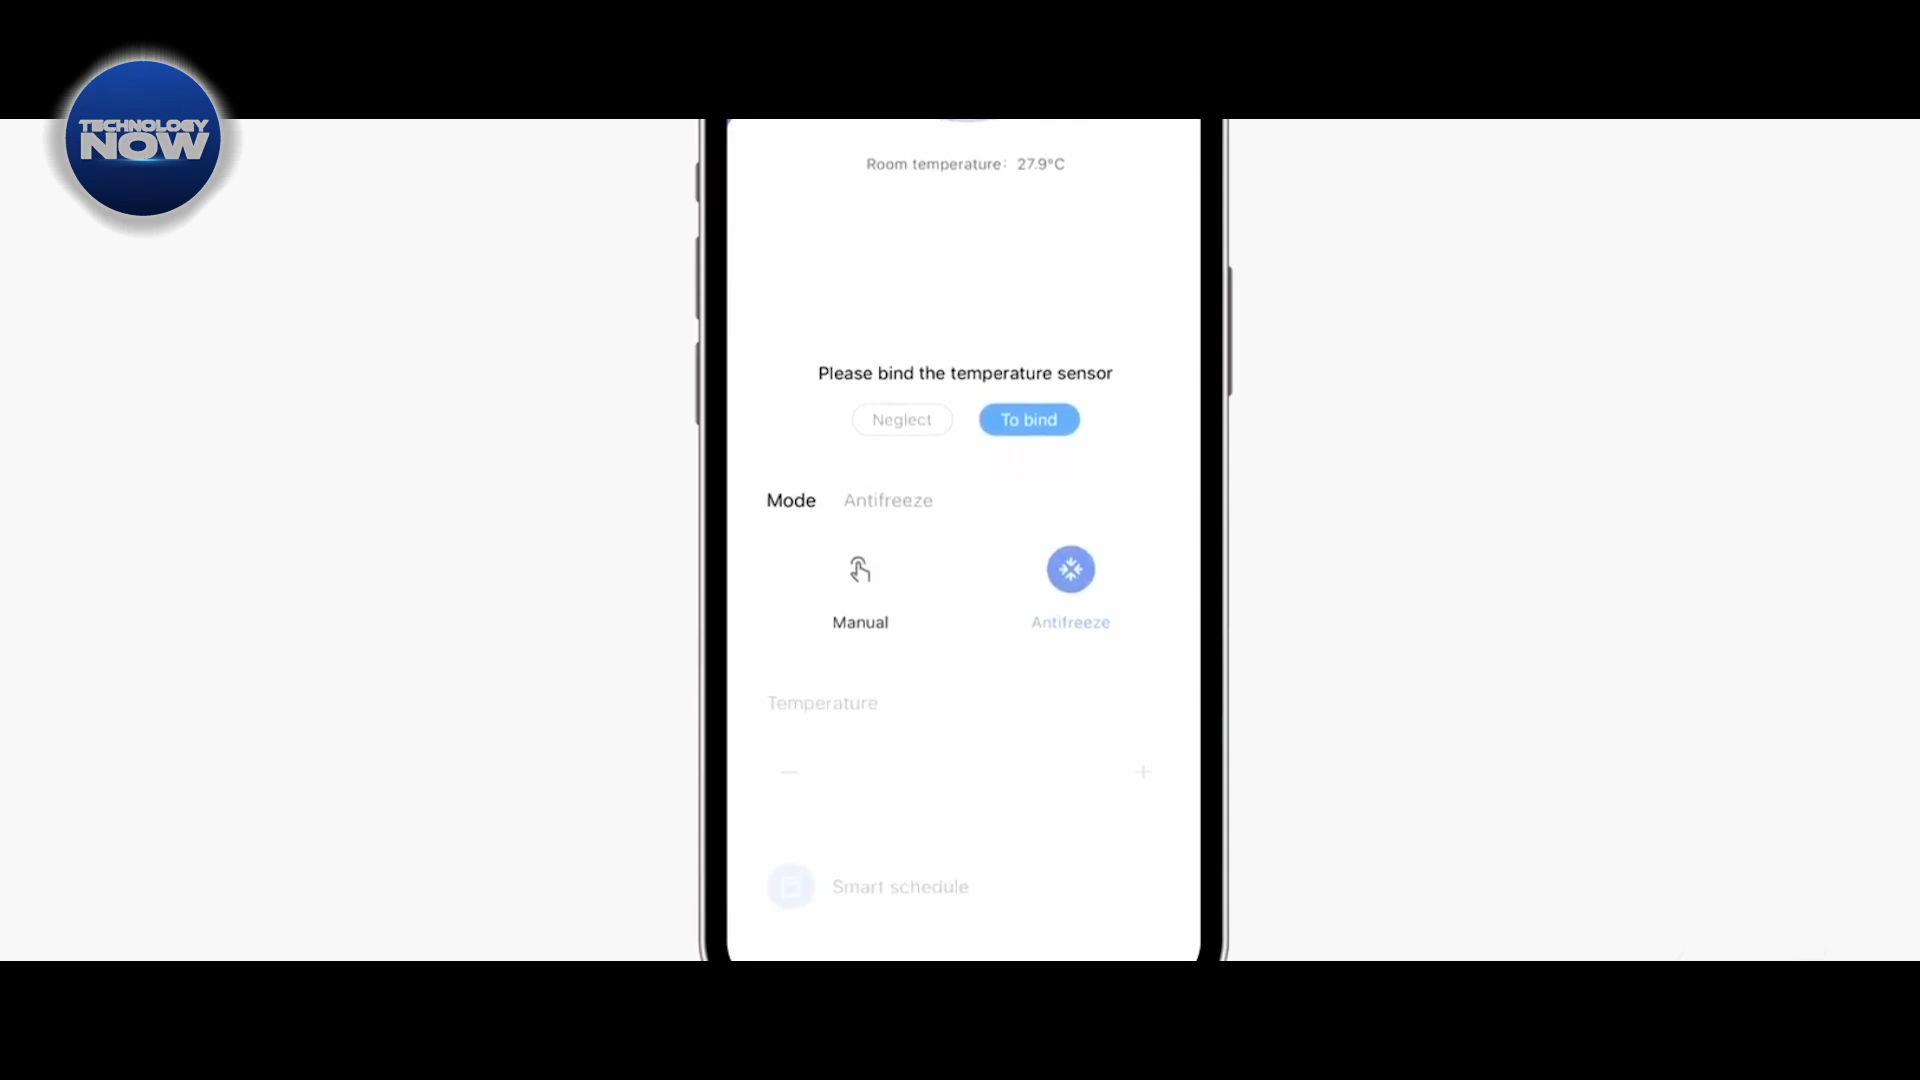 TECHNOLOGY
NOW
Room temperature: 27.9°C
Please bind the temperature sensor
Neglect
To bind
Mode Antifreeze
Manual
Antifreeze
Temperature
— +
Smart schedule